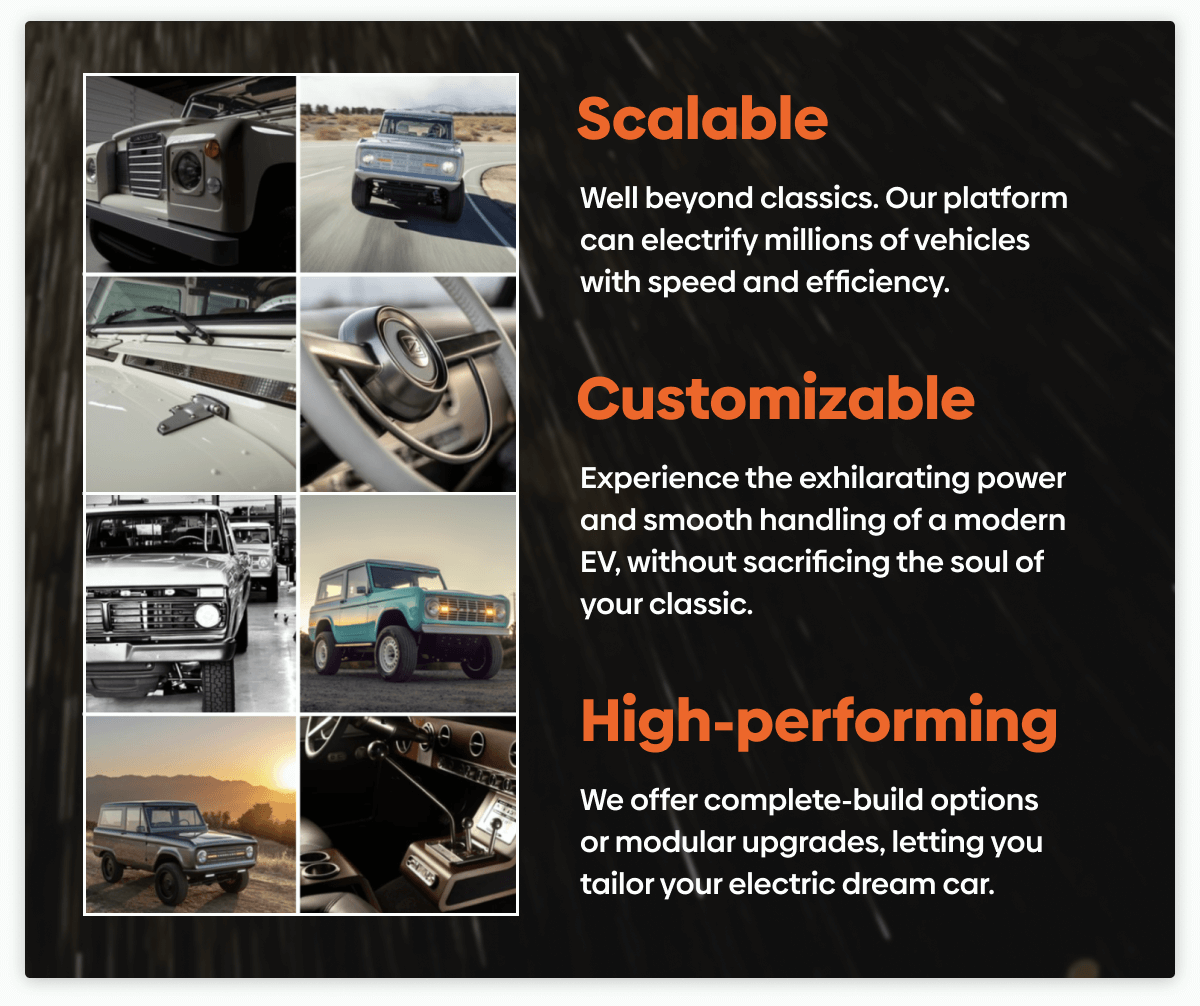 Scalable
Well beyond classics. Our platform
can electrify millions of vehicles
with speed and efficiency.
Customizable
Experience the exhilarating power
and smooth handling of a modern
EV, without sacrificing the soul of
your classic.
High-performing
We offer complete-build options
or modular upgrades, letting you
tailor your electric dream car.